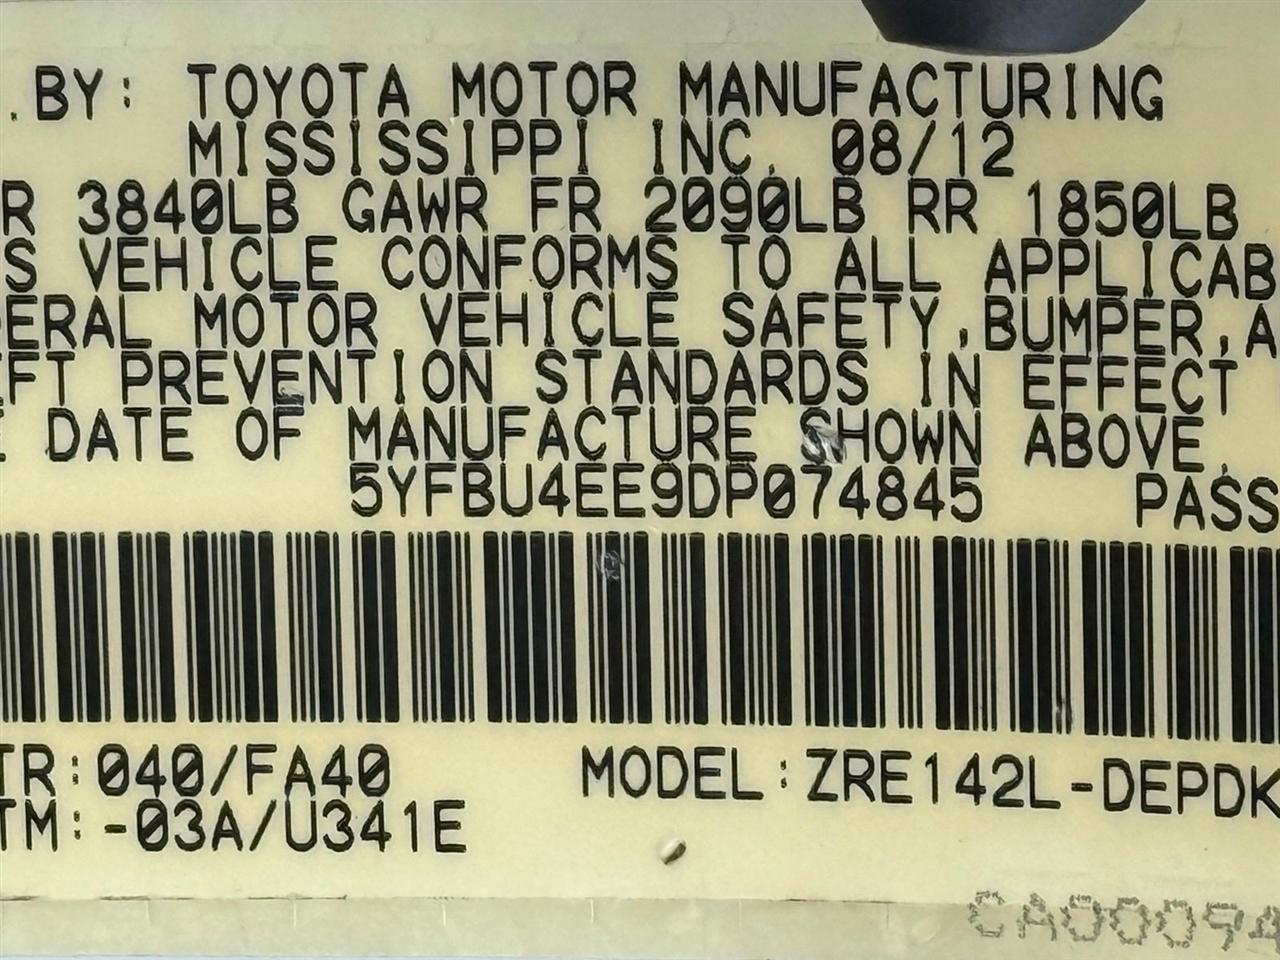 . BY: TOYOTA MOTOR MANUFACTURING
MISSISSIPPI INC. 08/12
R 3840LB GAWR FR 2090LB RR 1850LB
S VEHICLE CONFORMS TO ALL APPLICAB
ERAL MOTOR VEHICLE SAFETY,BUMPER,A
EFT PREVENTION STANDARDS IN EFFECT
E DATE OF MANUFACTURE SHOWN ABOVE.
5YFBU4EE9DP074845 PASS
TR:040/FA40 MODEL:ZRE142L-DEPDK
TM:-03A/U341E
CA00094